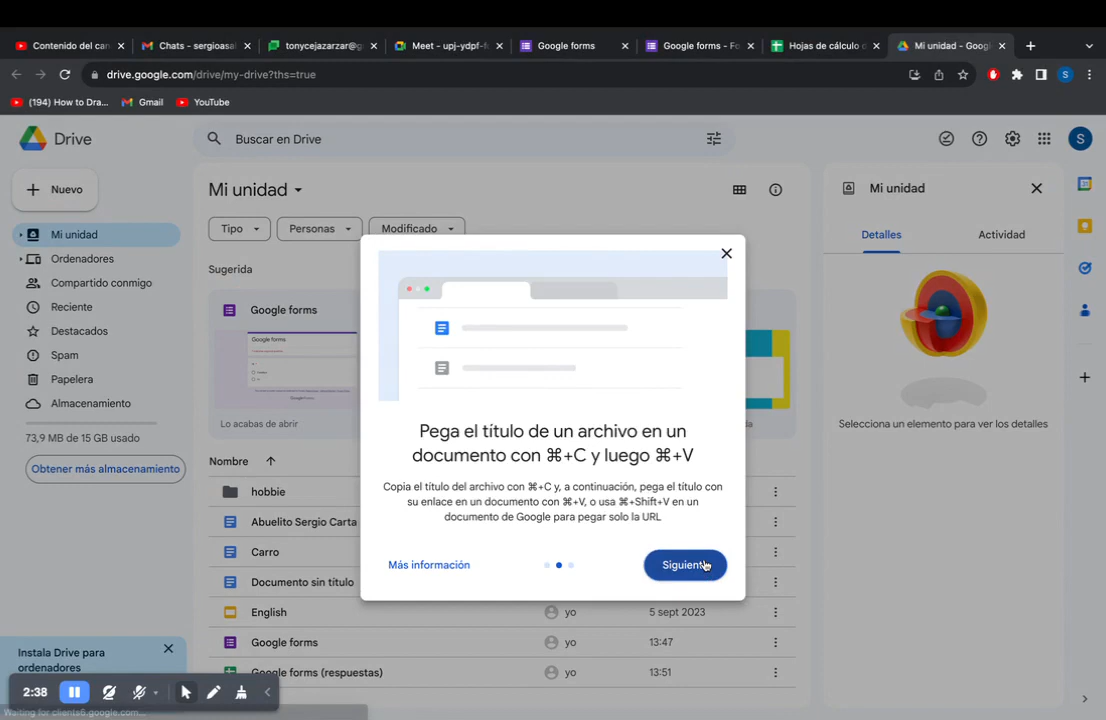 Contenido del can
Chats - sergioasal
tonycejazarzar@g
Meet - upj-ydpf-f
Google forms
Google forms - Fo
Hojas de cálculo d
Mi unidad - Googl
drive.google.com/drive/my-drive?ths=true
S
(194) How to Dra...
Gmail
YouTube
Drive
Buscar en Drive
S
Nuevo
Mi unidad
Ordenadores
Compartido conmigo
Reciente
Destacados
Spam
Papelera
Almacenamiento
73,9 MB de 15 GB usado
Obtener más almacenamiento
Instala Drive para
ordenadores
Mi unidad
Tipo
Personas
Modificado
Sugerida
Google forms
Lo acabas de abrir
Nombre
hobbie
Abuelito Sergio Carta
Carro
Documento sin título
English
yo
5 sept 2023
Google forms
yo
13:47
Google forms (respuestas)
yo
13:51
Pega el título de un archivo en un
documento con ⌘+C y luego ⌘+V
Copia el título del archivo con ⌘+C y, a continuación, pega el título con
su enlace en un documento con ⌘+V, o usa ⌘+Shift+V en un
documento de Google para pegar solo la URL
Más información
Siguiente
Mi unidad
Detalles
Actividad
Selecciona un elemento para ver los detalles
2:38
Waiting for clients6.google.com...